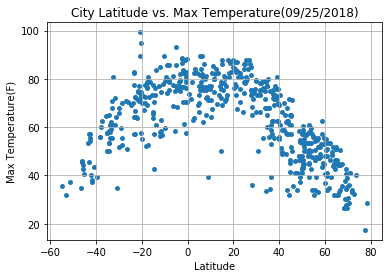 City Latitude vs. Max Temperature(09/25/2018)
100
80
60
40
20
Max Temperature(F)
−60 −40 −20 0 20 40 60 80
Latitude